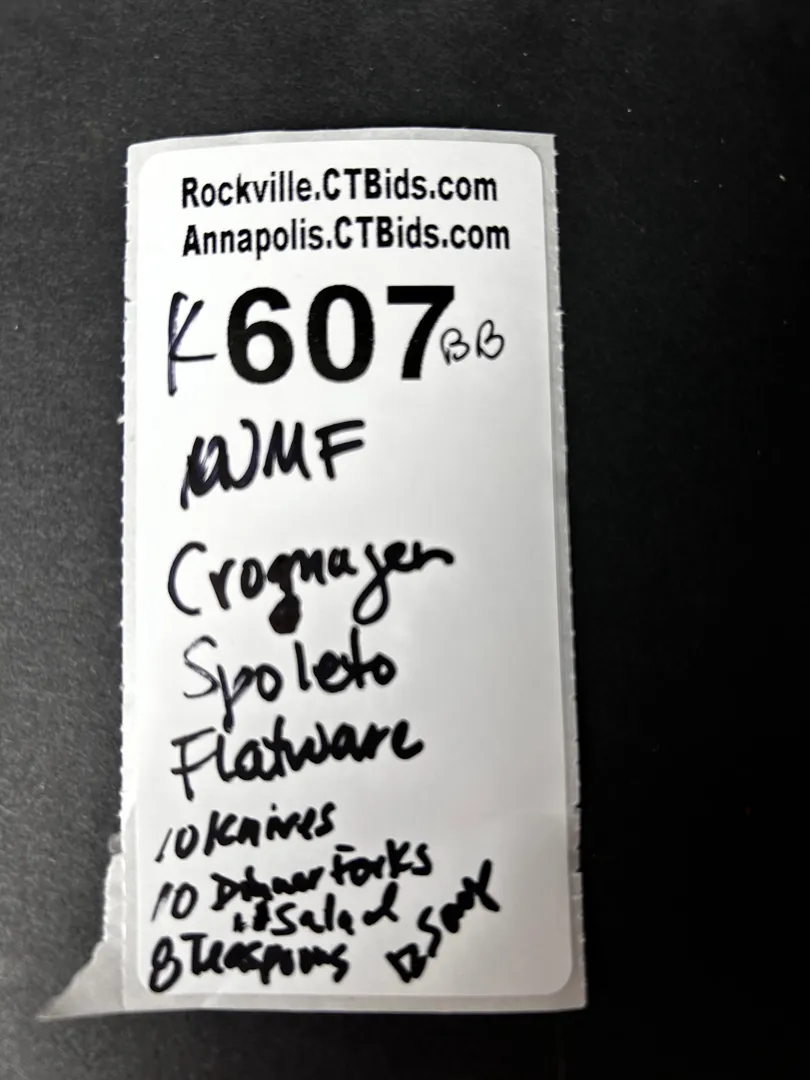 Rockville.CTBids.com
Annapolis.CTBids.com
K607 BB
WMF
Crogmajen
Spoleto
Flatware
10 Knives
10 Dinner Forks
Salad
8 Teaspoons